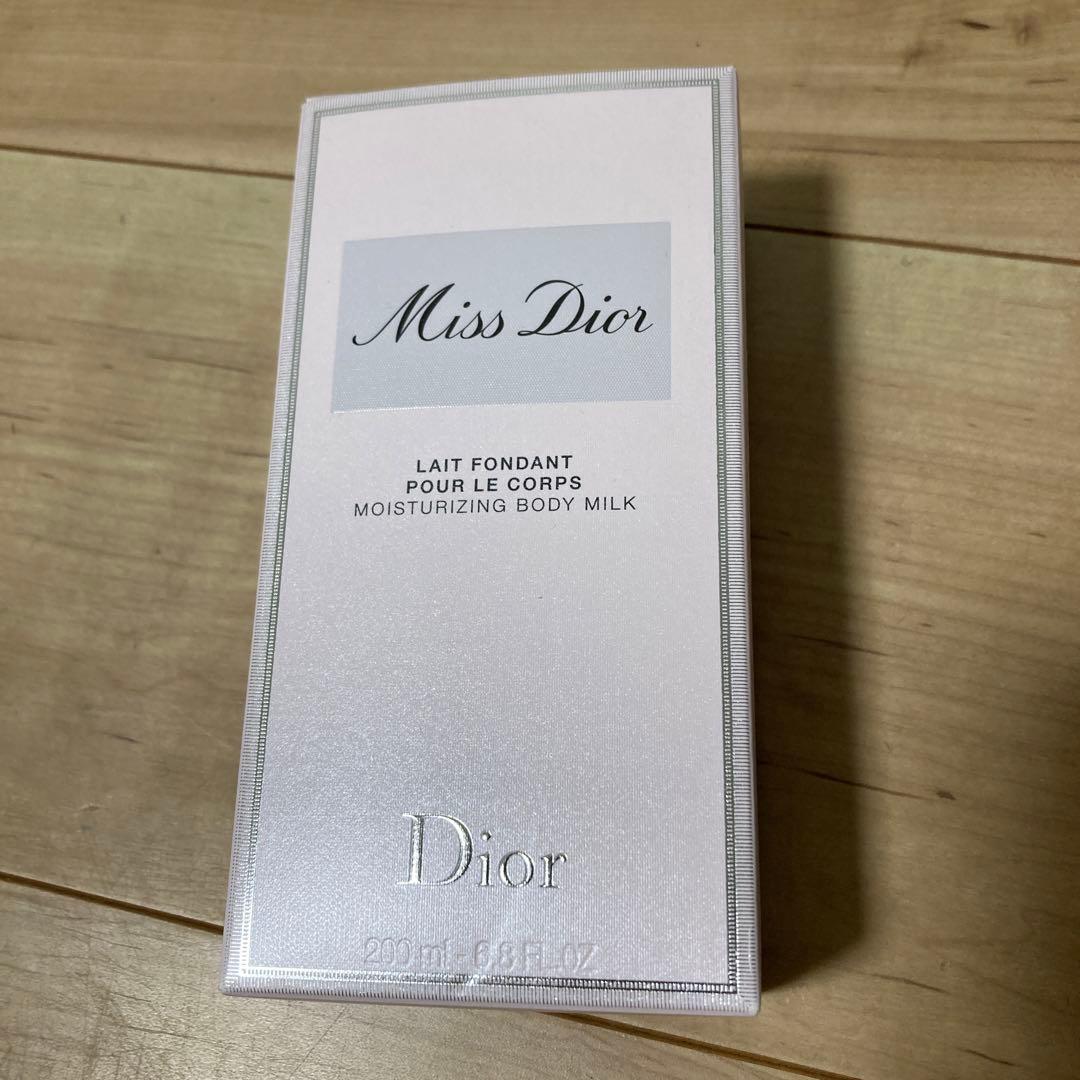 Miss Dior
LAIT FONDANT
POUR LE CORPS
MOISTURIZING BODY MILK
Dior
200 ml - 6.8 FL.OZ